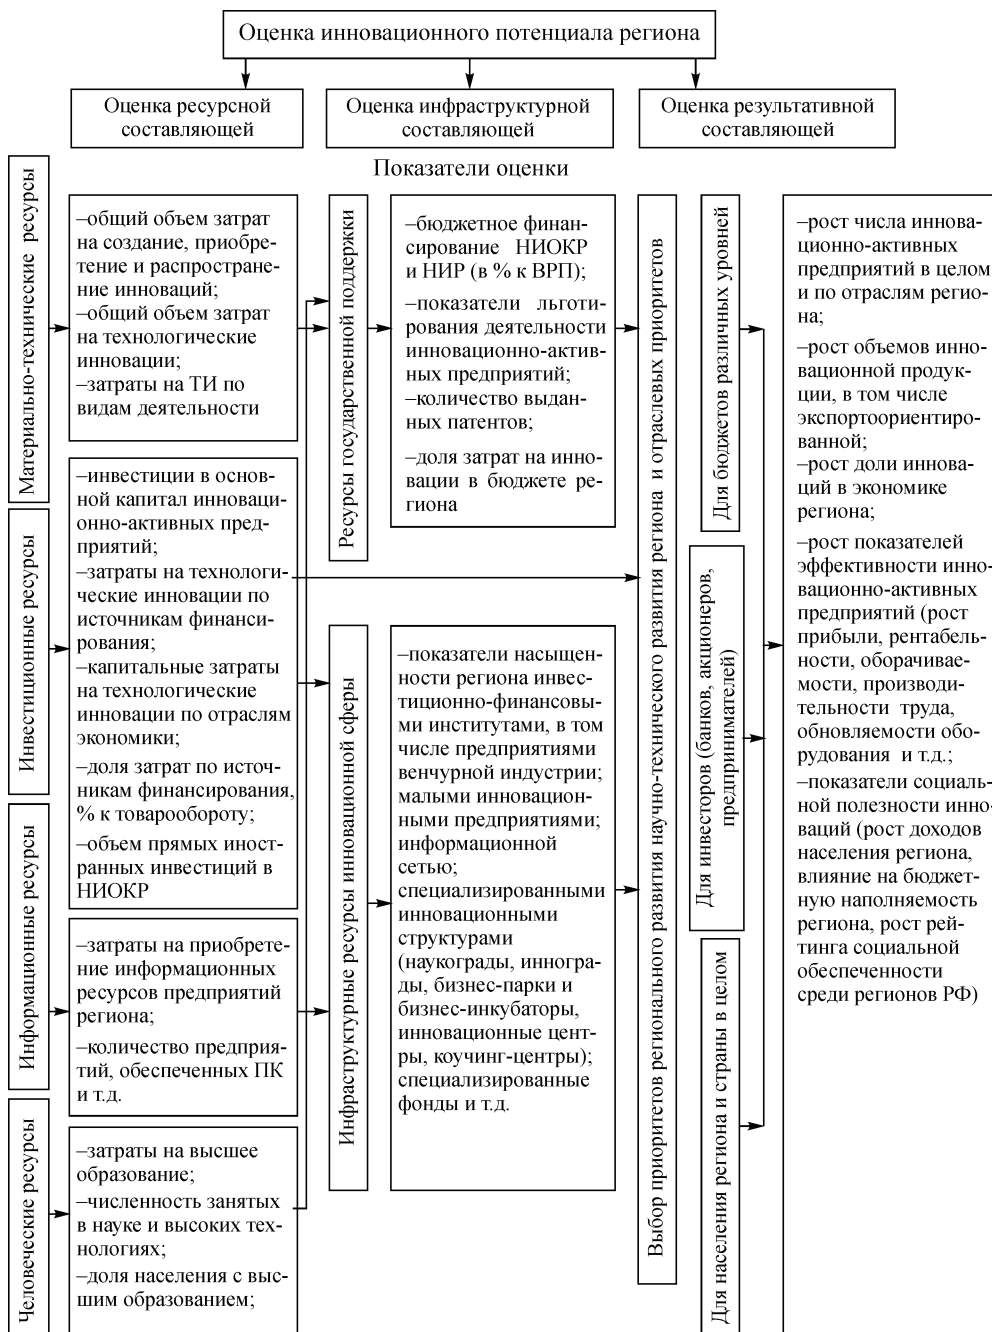 Оценка инновационного потенциала региона
Оценка ресурсной
составляющей
Оценка инфраструктурной
составляющей
Оценка результативной
составляющей
Показатели оценки
Материально-технические ресурсы
–общий объем затрат
на создание, приобре-
тение и распростране-
ние инноваций;
–общий объем затрат
на технологические
инновации;
–затраты на ТИ по
видам деятельности
Инвестиционные ресурсы
–инвестиции в основ-
ной капитал инноваци-
онно-активных пред-
приятий;
–затраты на технологи-
ческие инновации по
источникам финанси-
рования;
–капитальные затраты
на технологические
инновации по отраслям
экономики;
–доля затрат по источ-
никам финансирования,
% к товарообороту;
–объем прямых иност-
ранных инвестиций в
НИОКР
Информационные ресурсы
–затраты на приобрете-
ние информационных
ресурсов предприятий
региона;
–количество предприя-
тий, обеспеченных ПК
и т.д.
Человеческие ресурсы
–затраты на высшее
образование;
–численность занятых
в науке и высоких тех-
нологиях;
–доля населения с выс-
шим образованием;
Ресурсы государственной поддержки
–бюджетное финан-
сирование НИОКР
и НИР (в % к ВРП);
–показатели льготи-
рования деятельности
инновационно-актив-
ных предприятий;
–количество выдан-
ных патентов;
–доля затрат на инно-
вации в бюджете ре-
гиона
Инфраструктурные ресурсы инновационной сферы
–показатели насыщен-
ности региона инвес-
тиционно-финансовы-
ми институтами, в том
числе предприятиями
венчурной индустрии;
малыми инновацион-
ными предприятиями;
информационной
сетью;
специализированными
инновационными
структурами
(наукограды, инногра-
ды, бизнес-парки и
бизнес-инкубаторы,
инновационные цент-
ры, коучинг-центры);
специализированные
фонды и т.д.
Выбор приоритетов регионального развития научно-технического развития региона и отраслевых приоритетов
Для бюджетов различных уровней
Для инвесторов (банков, акционеров,
предпринимателей)
Для населения региона и страны в целом
–рост числа иннова-
ационно-активных
предприятий в целом
и по отраслям регио-
на;
–рост объемов инно-
вационной продук-
ции, в том числе
экспортоориентиро-
ванной;
–рост доли иннова-
ций в экономике
региона;
–рост показателей
эффективности инно-
вационно-активных
предприятий (рост
прибыли, рентабель-
ности, оборачивае-
мости, производи-
тельности труда,
обновляемости обо-
рудования и т.д.;
–показатели социаль-
ной полезности инно-
ваций (рост доходов
населения региона,
влияние на бюджет-
ную наполняемость
региона, рост рей-
тинга социальной
обеспеченности
среди регионов РФ)